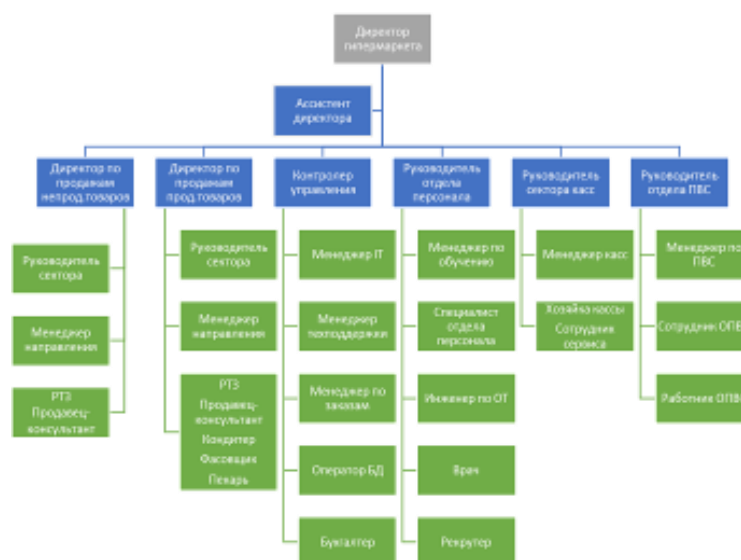 Директор
гипермаркета
Ассистент
директора
Директор по
продажам
непрод.товаров
Директор по
продажам
прод.товаров
Контролер
управления
Руководитель
отдела
персонала
Руководитель
сектора касс
Руководитель
отдела ПВС
Руководитель
сектора
Менеджер
направления
РТЗ
Продавец-
консультант
Руководитель
сектора
Менеджер
направления
РТЗ
Продавец-
консультант
Кондитер
Фасовщик
Пекарь
Менеджер IT
Менеджер
техподдержки
Менеджер по
заказам
Оператор БД
Бухгалтер
Менеджер по
обучению
Специалист
отдела
персонала
Инженер по ОТ
Врач
Рекрутер
Менеджер касс
Хозяйка кассы
Сотрудник
сервиса
Менеджер по
ПВС
Сотрудник
Работник